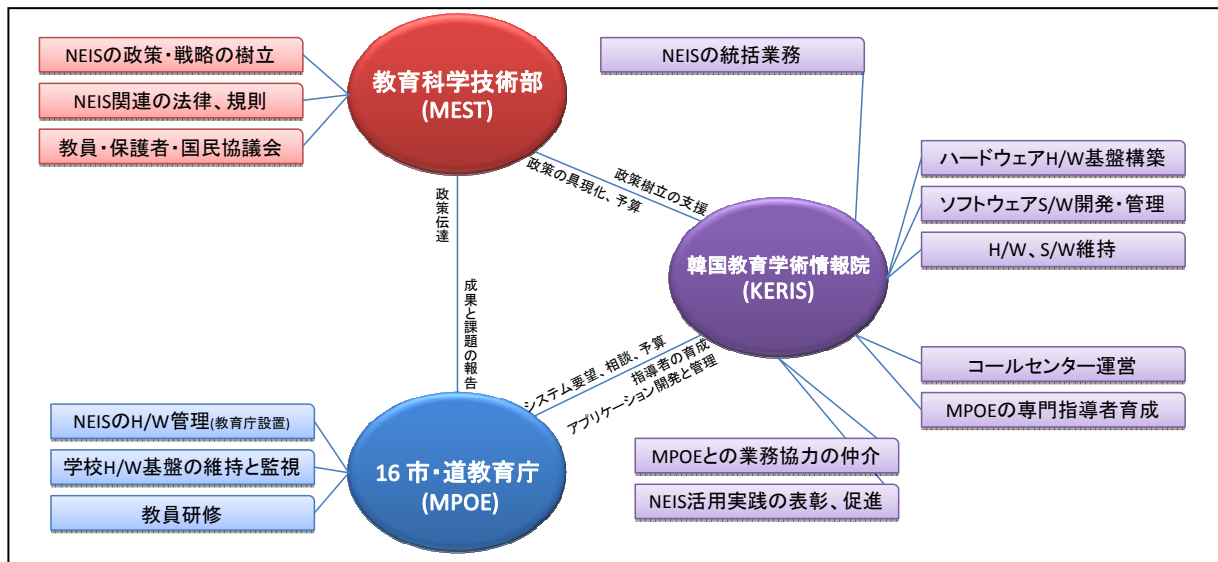 NEISの政策・戦略の樹立
NEIS関連の法律、規則
教員・保護者・国民協議会
教育科学技術部
(MEST)
NEISの統括業務
ハードウェアH/W基盤構築
ソフトウェアS/W開発・管理
H/W、S/W維持
政策樹立の支援
政策の具現化、予算
政策伝達
成果と課題の報告
韓国教育学術情報院
(KERIS)
システム要望、相談、予算
指導者の育成
アプリケーション開発と管理
コールセンター運営
MPOEの専門指導者育成
NEISのH/W管理(教育庁設置)
学校H/W基盤の維持と監視
教員研修
16 市・道教育庁
(MPOE)
MPOEとの業務協力の仲介
NEIS活用実践の表彰、促進